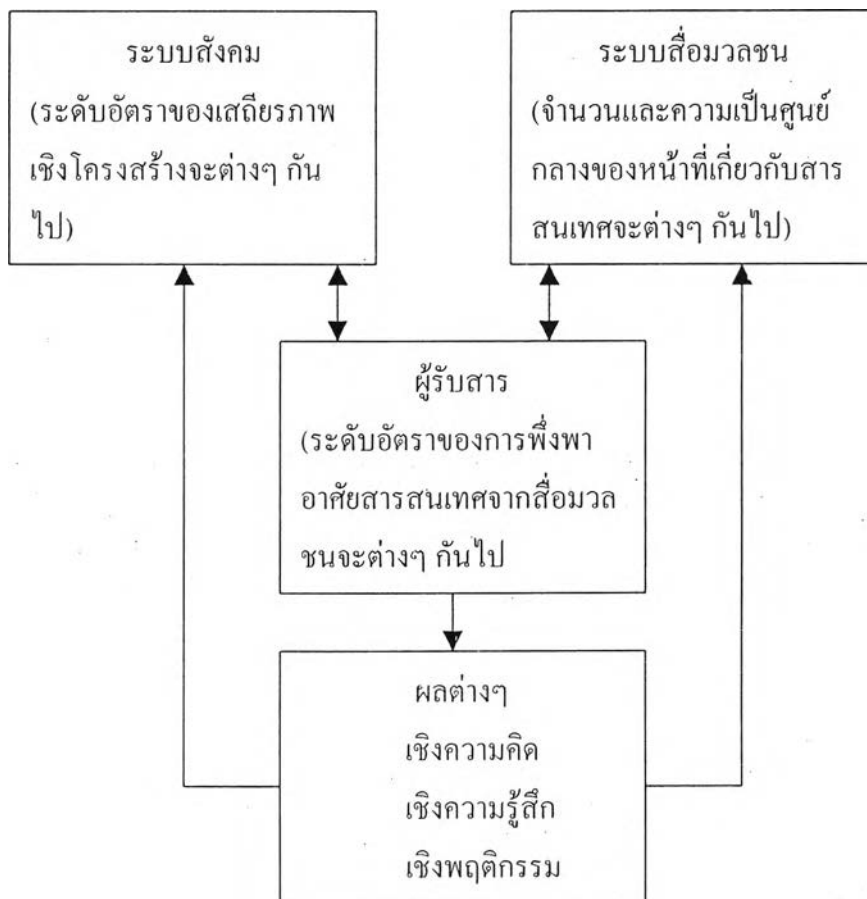 ระบบสังคม
(ระดับอัตราของเสถียรภาพ
เชิงโครงสร้างจะต่างๆ กัน
ไป)
ระบบสื่อมวลชน
(จำนวนและความเป็นศูนย์
กลางของหน้าที่เกี่ยวกับสาร
สนเทศจะต่างๆ กันไป)
ผู้รับสาร
(ระดับอัตราของการพึ่งพา
อาศัยสารสนเทศจากสื่อมวล
ชนจะต่างๆ กันไป
ผลต่างๆ
เชิงความคิด
เชิงความรู้สึก
เชิงพฤติกรรม